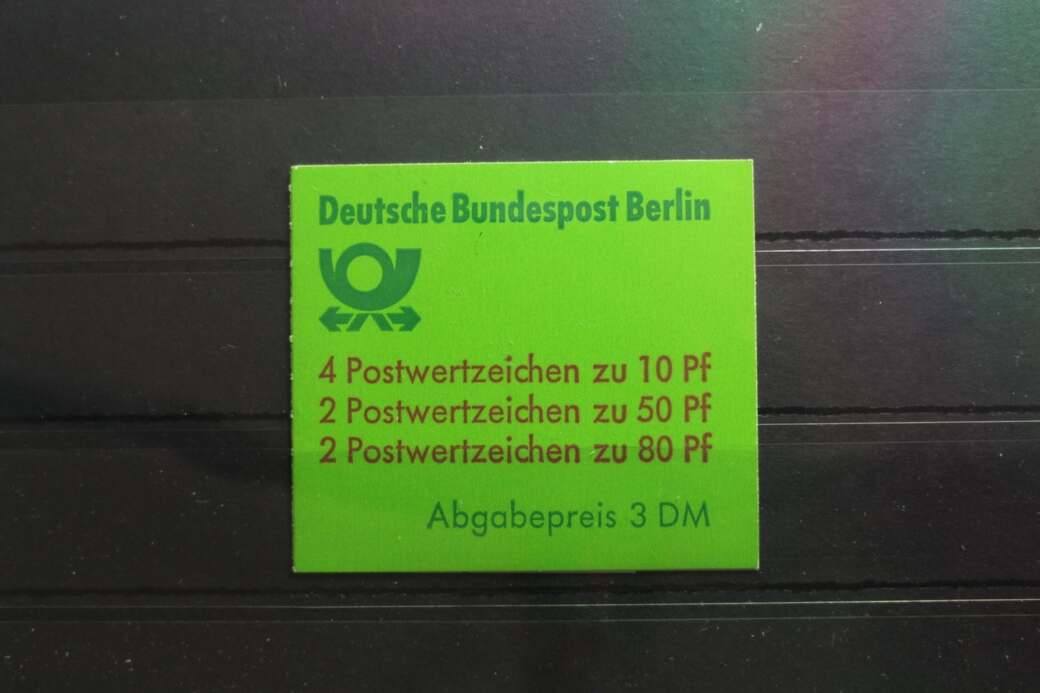 Deutsche Bundespost Berlin
4 Postwertzeichen zu 10 Pf
2 Postwertzeichen zu 50 Pf
2 Postwertzeichen zu 80 Pf
Abgabepreis 3 DM